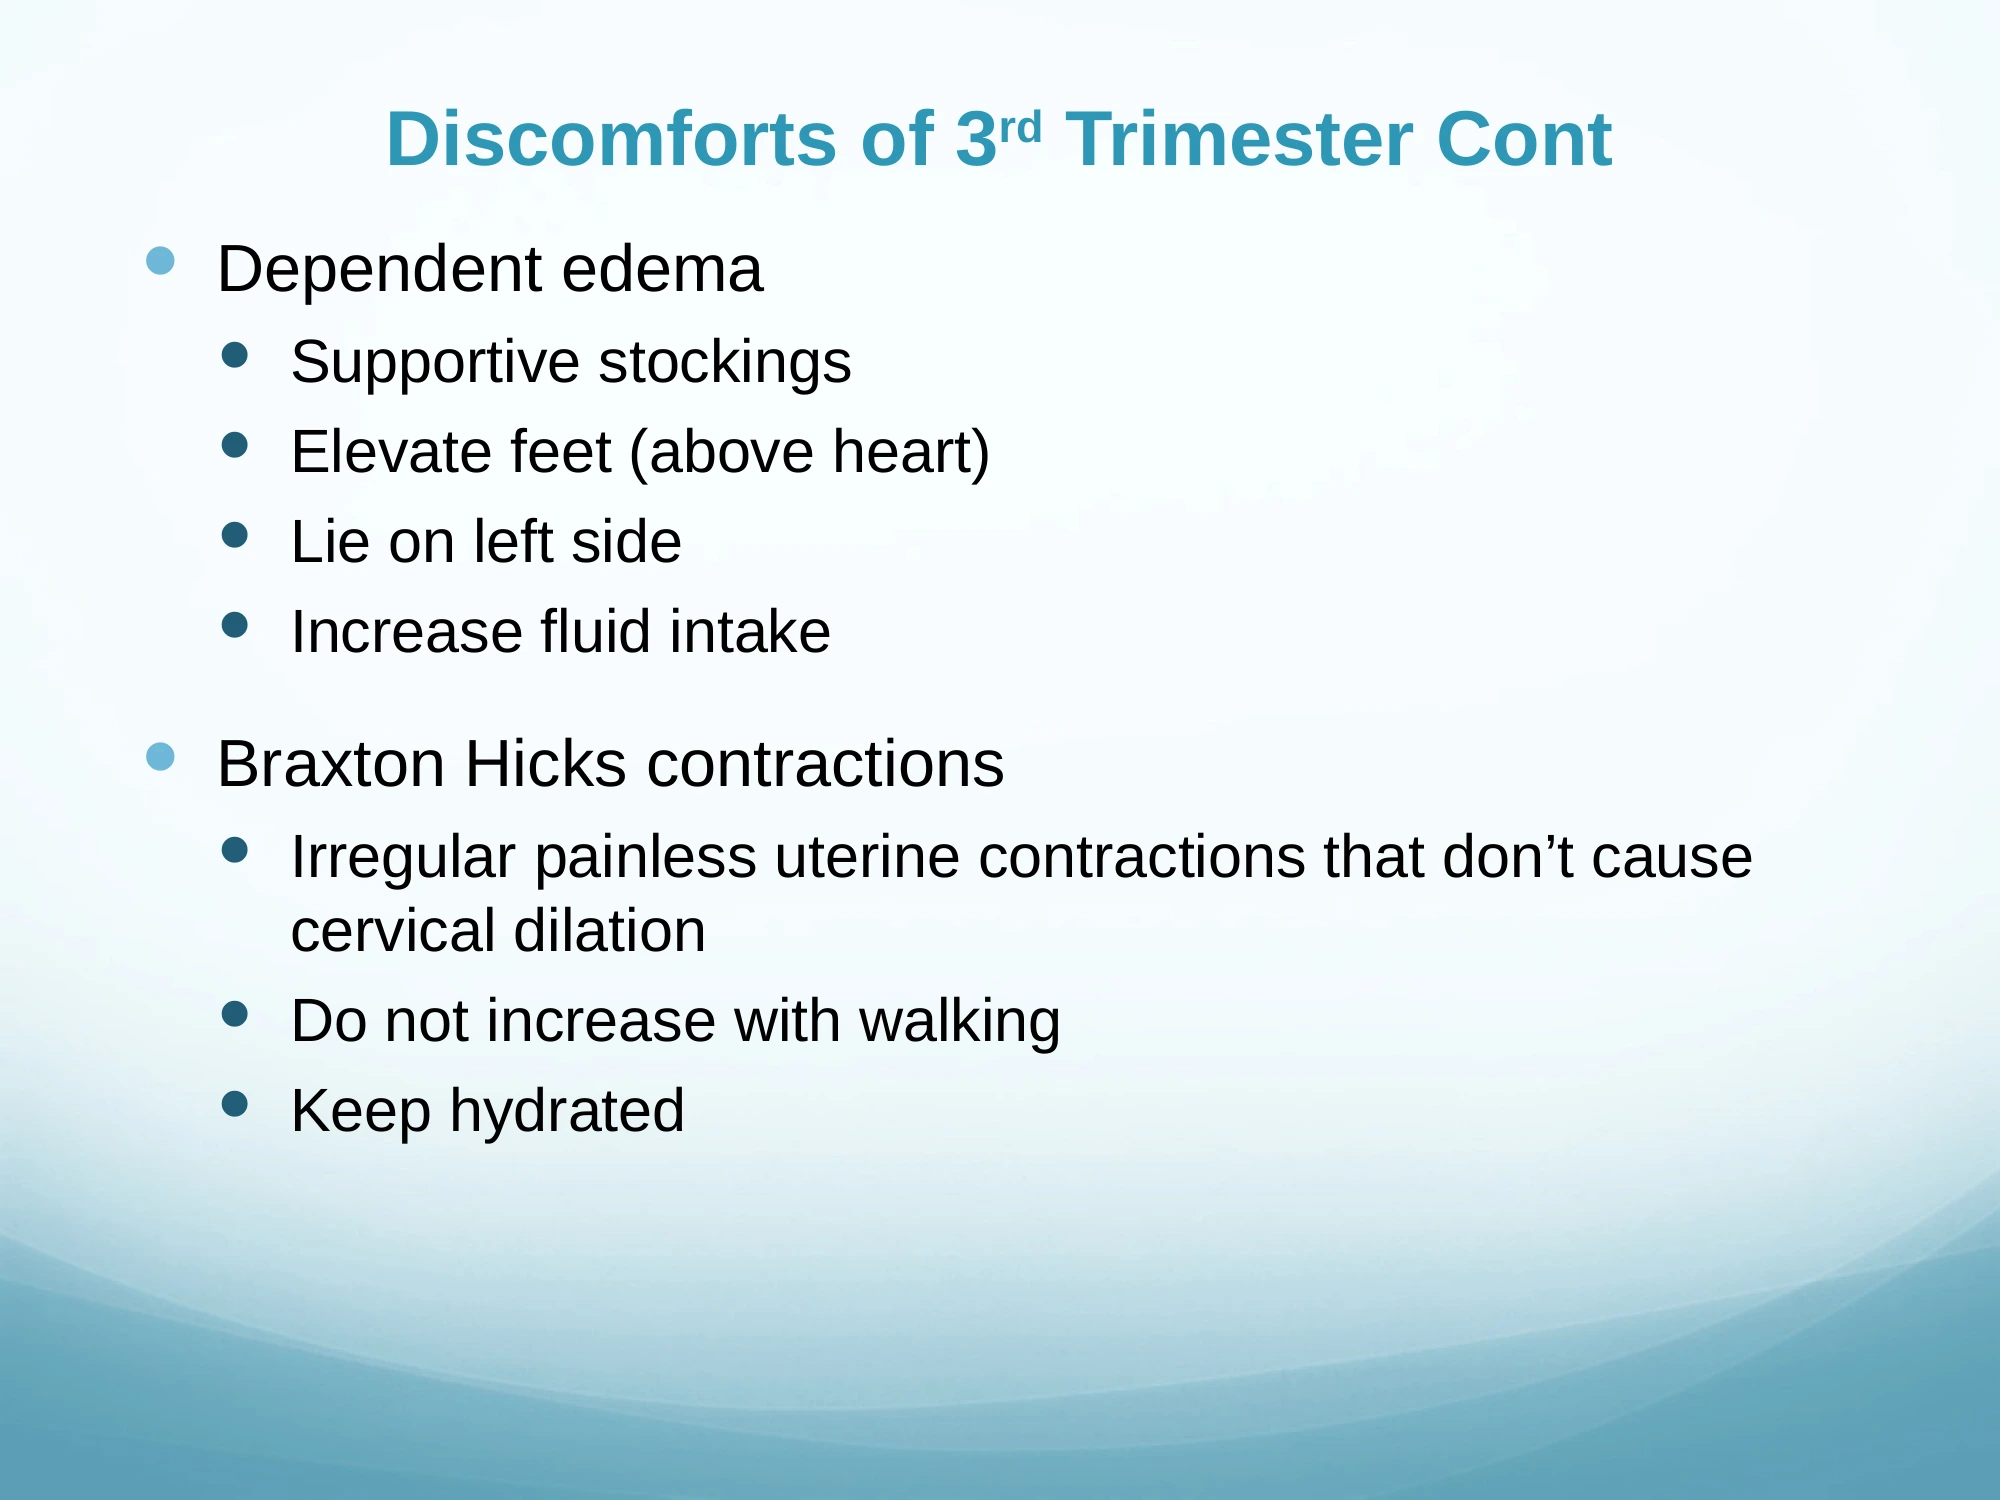 Discomforts of 3rd Trimester Cont
• Dependent edema
• Supportive stockings
• Elevate feet (above heart)
• Lie on left side
• Increase fluid intake
• Braxton Hicks contractions
• Irregular painless uterine contractions that don’t cause
cervical dilation
• Do not increase with walking
• Keep hydrated